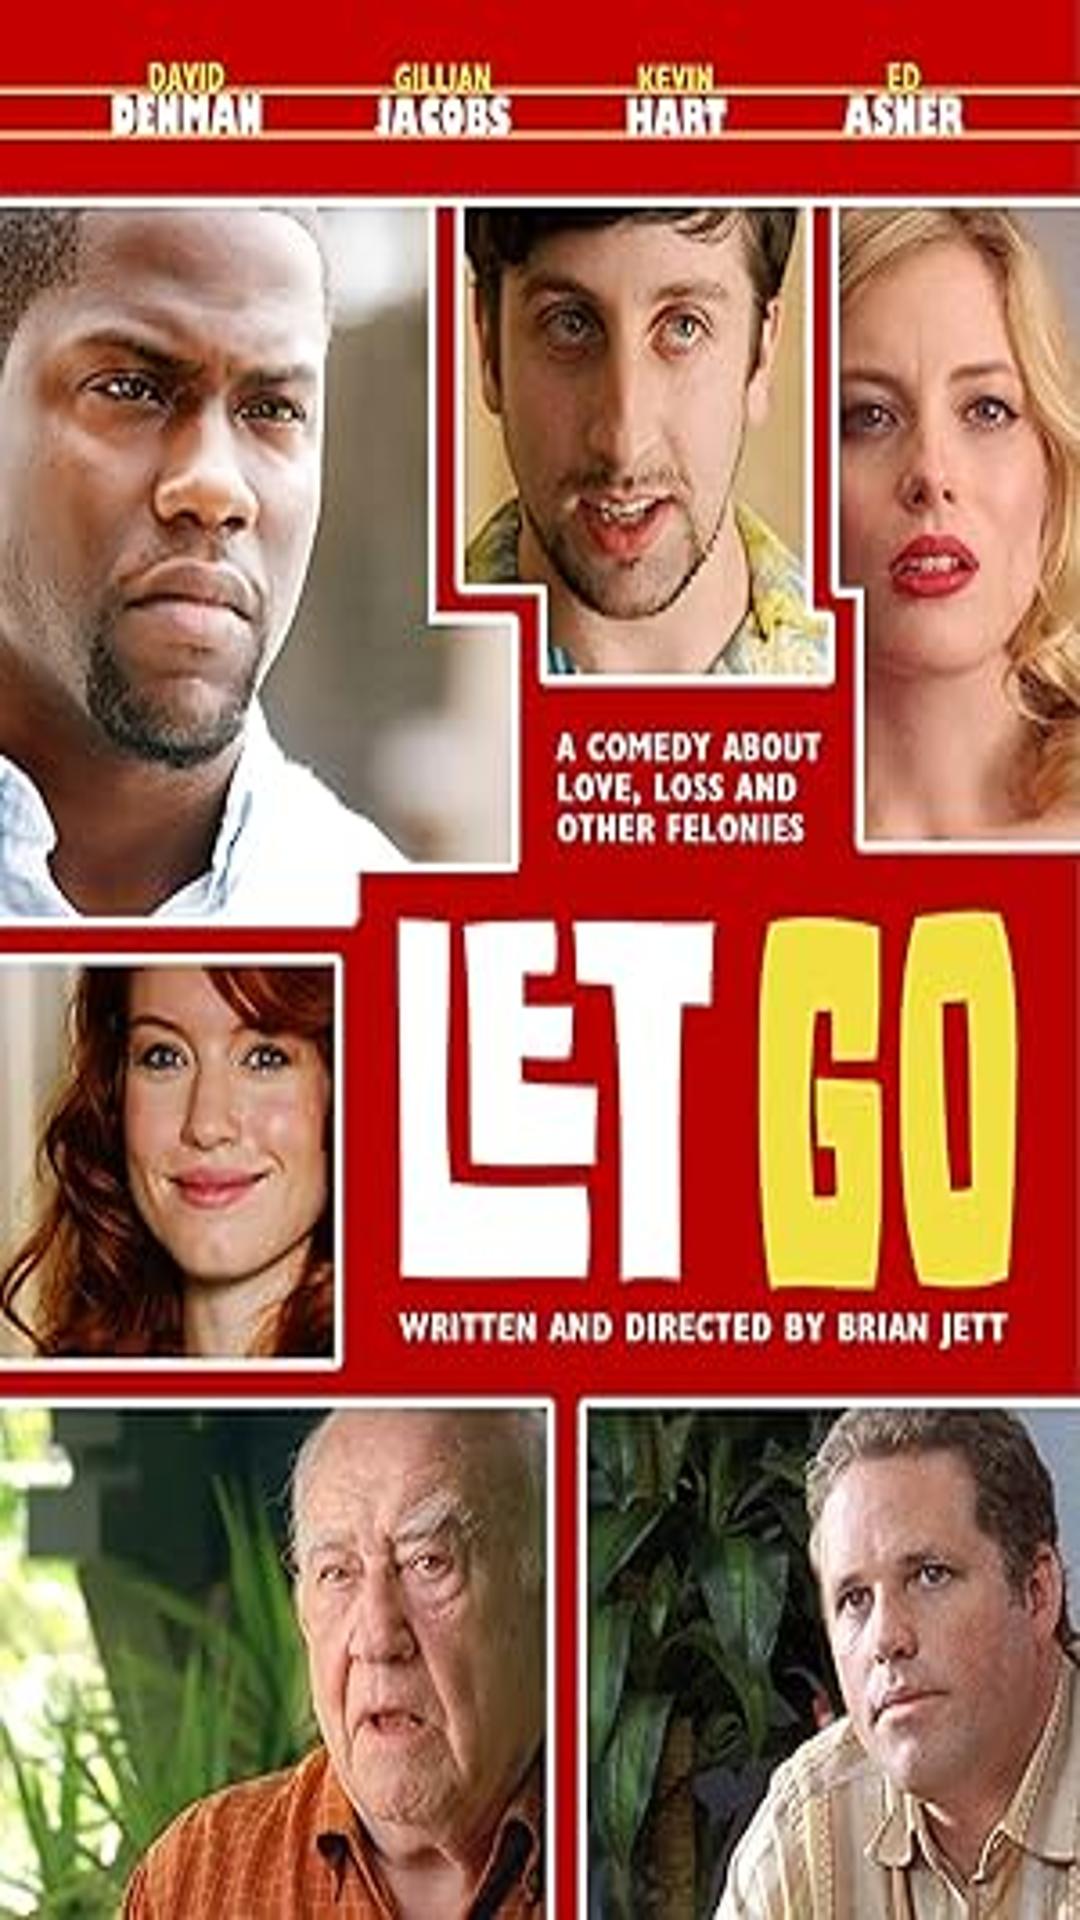 DAVID DENMAN
GILLIAN JACOBS
KEVIN HART
ED ASNER
A COMEDY ABOUT
LOVE, LOSS AND
OTHER FELONIES
LET GO
WRITTEN AND DIRECTED BY BRIAN JETT